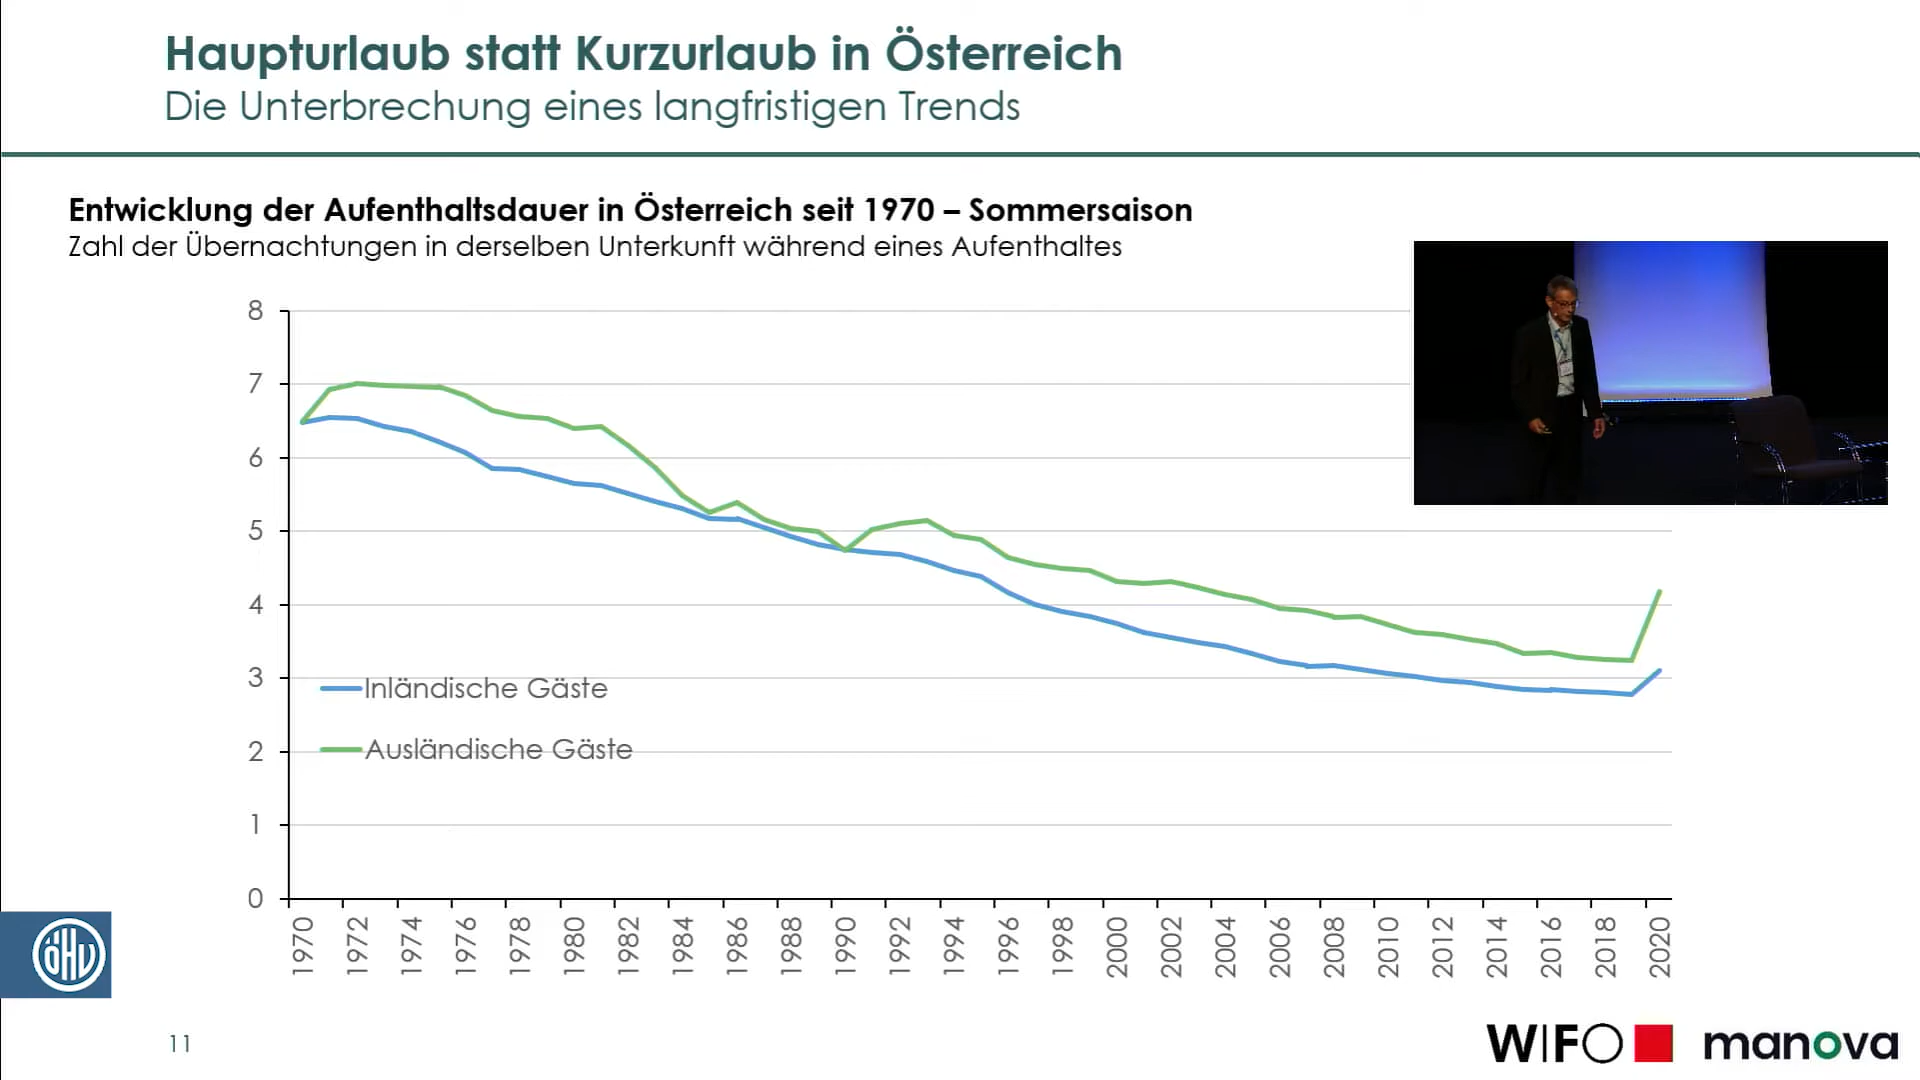 Haupturlaub statt Kurzurlaub in Österreich
Die Unterbrechung eines langfristigen Trends
Entwicklung der Aufenthaltsdauer in Österreich seit 1970 – Sommersaison
Zahl der Übernachtungen in derselben Unterkunft während eines Aufenthaltes
8
7
6
5
4
3
2
1
0
Inländische Gäste
Ausländische Gäste
1970 1972 1974 1976 1978 1980 1982 1984 1986 1988 1990 1992 1994 1996 1998 2000 2002 2004 2006 2008 2010 2012 2014 2016 2018 2020
ÖHV
11
WIFO
manova